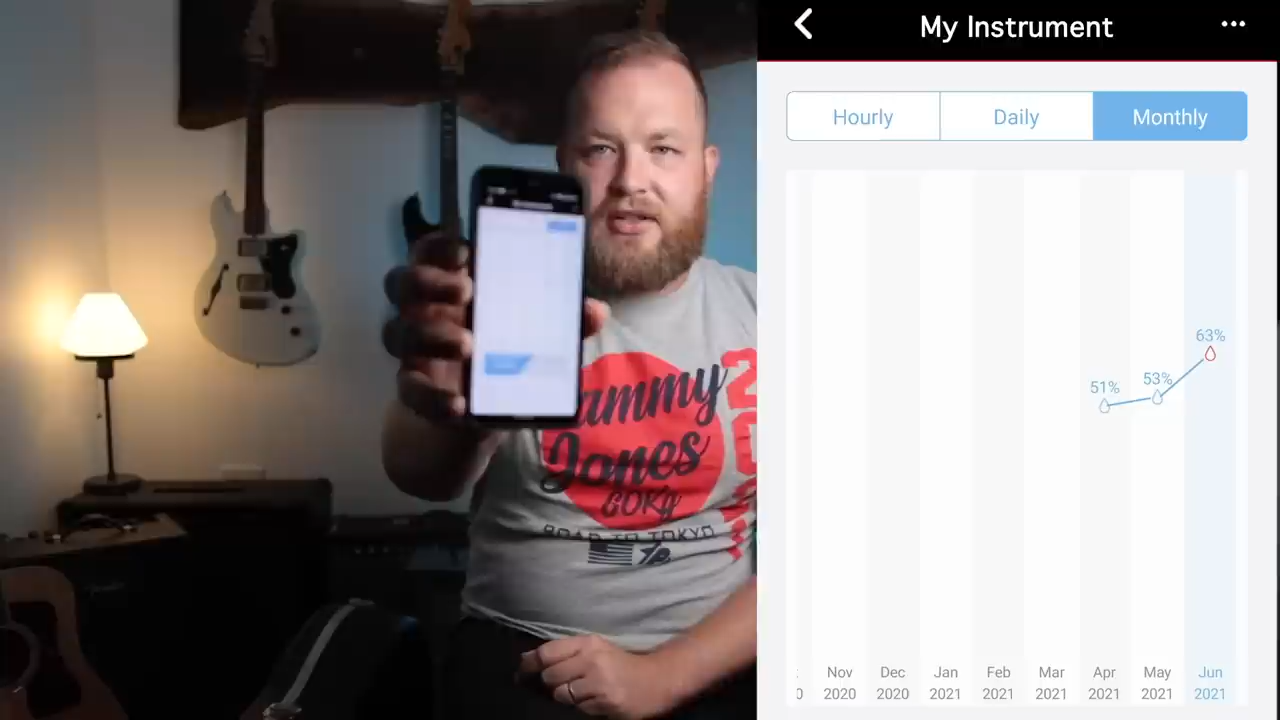 My Instrument
Hourly
Daily
Monthly
63%
51%
53%
Nov
2020
Dec
2020
Jan
2021
Feb
2021
Mar
2021
Apr
2021
May
2021
Jun
2021
Jones
60Kg
ROAD TO TOKYO